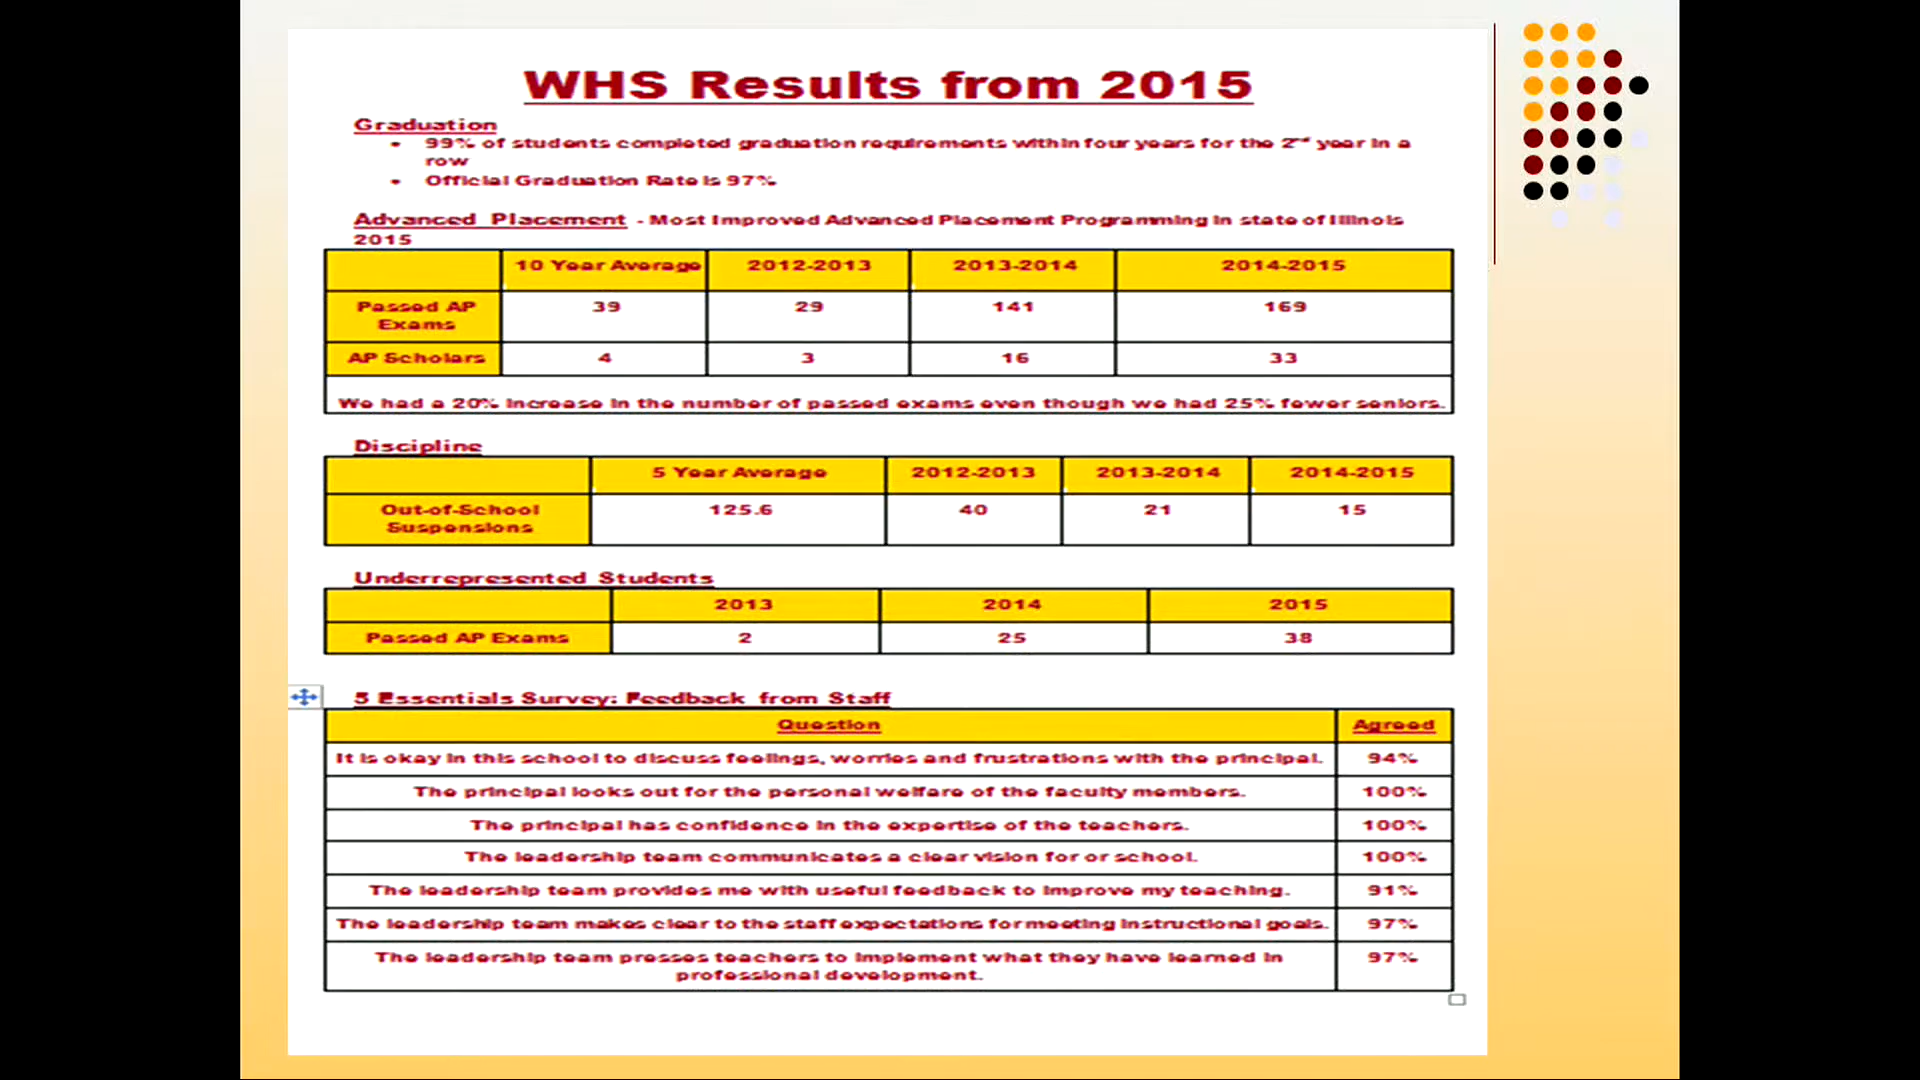 WHS Results from 2015
Graduation
• 99% of students completed graduation requirements within four years for the 2nd year in a
row
• Official Graduation Rate is 97%
Advanced Placement - Most Improved Advanced Placement Programming in state of Illinois
2015
10 Year Average 2012-2013 2013-2014 2014-2015
Passed AP
Exams 39 29 141 169
AP Scholars 4 3 16 33
We had a 20% increase in the number of passed exams even though we had 25% fewer seniors.
Discipline
5 Year Average 2012-2013 2013-2014 2014-2015
Out-of-School
Suspensions 125.6 40 21 15
Underrepresented Students
2013 2014 2015
Passed AP Exams 2 25 38
5 Essentials Survey: Feedback from Staff
Question Agreed
It is okay in this school to discuss feelings, worries and frustrations with the principal. 94%
The principal looks out for the personal welfare of the faculty members. 100%
The principal has confidence in the expertise of the teachers. 100%
The leadership team communicates a clear vision for or school. 100%
The leadership team provides me with useful feedback to improve my teaching. 91%
The leadership team makes clear to the staff expectations for meeting instructional goals. 97%
The leadership team presses teachers to implement what they have learned in
professional development. 97%